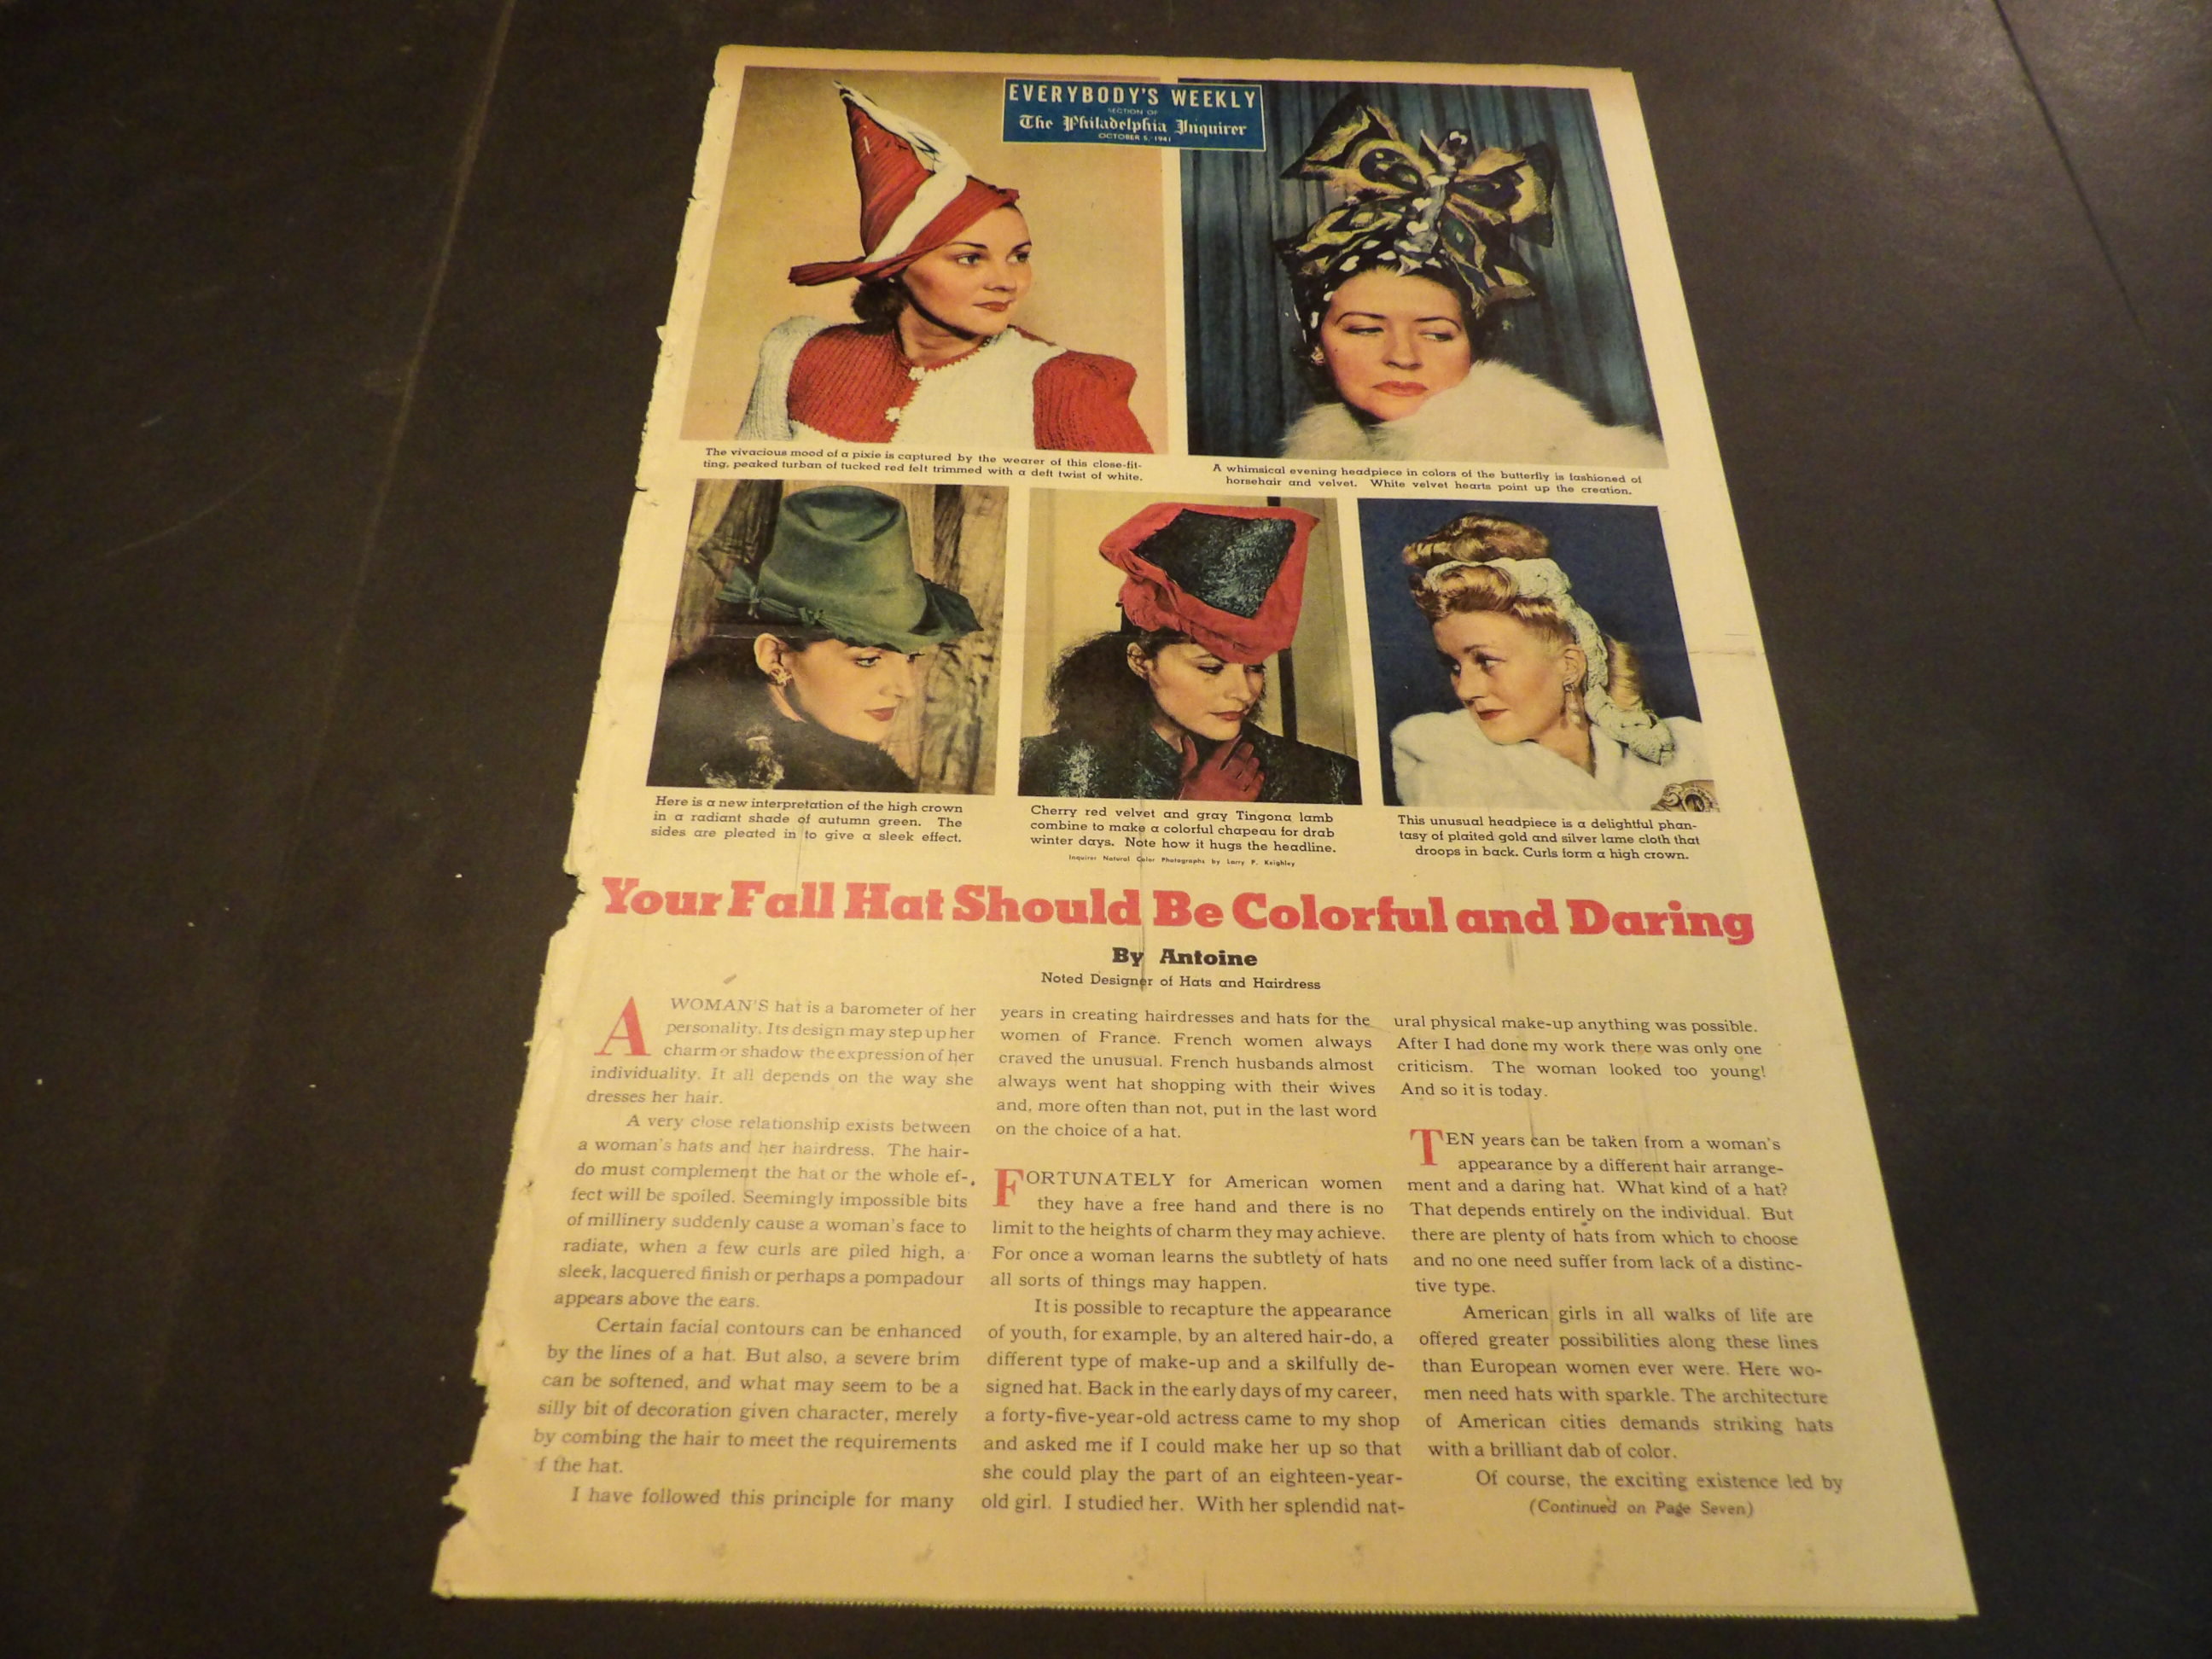 EVERYBODY'S WEEKLY
SECTION OF
The Philadelphia Inquirer
OCTOBER 5, 1941
The vivacious mood of a pixie is captured by the wearer of this close-fit-
ting, peaked turban of tucked red felt trimmed with a deft twist of white.
A whimsical evening headpiece in colors of the butterfly is fashioned of
horsehair and velvet. White velvet hearts point up the creation.
Here is a new interpretation of the high crown
in a radiant shade of autumn green. The
sides are pleated in to give a sleek effect.
Cherry red velvet and gray Tingona lamb
combine to make a colorful chapeau for drab
winter days. Note how it hugs the headline.
Inquirer Natural Color Photographs by Larry P. Keighley
This unusual headpiece is a delightful phan-
tasy of plaited gold and silver lame cloth that
droops in back. Curls form a high crown.
Your Fall Hat Should Be Colorful and Daring
By Antoine
Noted Designer of Hats and Hairdress
A WOMAN'S hat is a barometer of her
personality. Its design may step up her
charm or shadow the expression of her
individuality. It all depends on the way she
dresses her hair.
A very close relationship exists between
a woman's hats and her hairdress. The hair-
do must complement the hat or the whole ef-
fect will be spoiled. Seemingly impossible bits
of millinery suddenly cause a woman's face to
radiate, when a few curls are piled high, a
sleek, lacquered finish or perhaps a pompadour
appears above the ears.
Certain facial contours can be enhanced
by the lines of a hat. But also, a severe brim
can be softened, and what may seem to be a
silly bit of decoration given character, merely
by combing the hair to meet the requirements
f the hat.
I have followed this principle for many
years in creating hairdresses and hats for the
women of France. French women always
craved the unusual. French husbands almost
always went hat shopping with their wives
and, more often than not, put in the last word
on the choice of a hat.
FORTUNATELY for American women
they have a free hand and there is no
limit to the heights of charm they may achieve.
For once a woman learns the subtlety of hats
all sorts of things may happen.
It is possible to recapture the appearance
of youth, for example, by an altered hair-do, a
different type of make-up and a skilfully de-
signed hat. Back in the early days of my career,
a forty-five-year-old actress came to my shop
and asked me if I could make her up so that
she could play the part of an eighteen-year-
old girl. I studied her. With her splendid nat-
ural physical make-up anything was possible.
After I had done my work there was only one
criticism. The woman looked too young!
And so it is today.
TEN years can be taken from a woman's
appearance by a different hair arrange-
ment and a daring hat. What kind of a hat?
That depends entirely on the individual. But
there are plenty of hats from which to choose
and no one need suffer from lack of a distinc-
tive type.
American girls in all walks of life are
offered greater possibilities along these lines
than European women ever were. Here wo-
men need hats with sparkle. The architecture
of American cities demands striking hats
with a brilliant dab of color.
Of course, the exciting existence led by
(Continued on Page Seven)